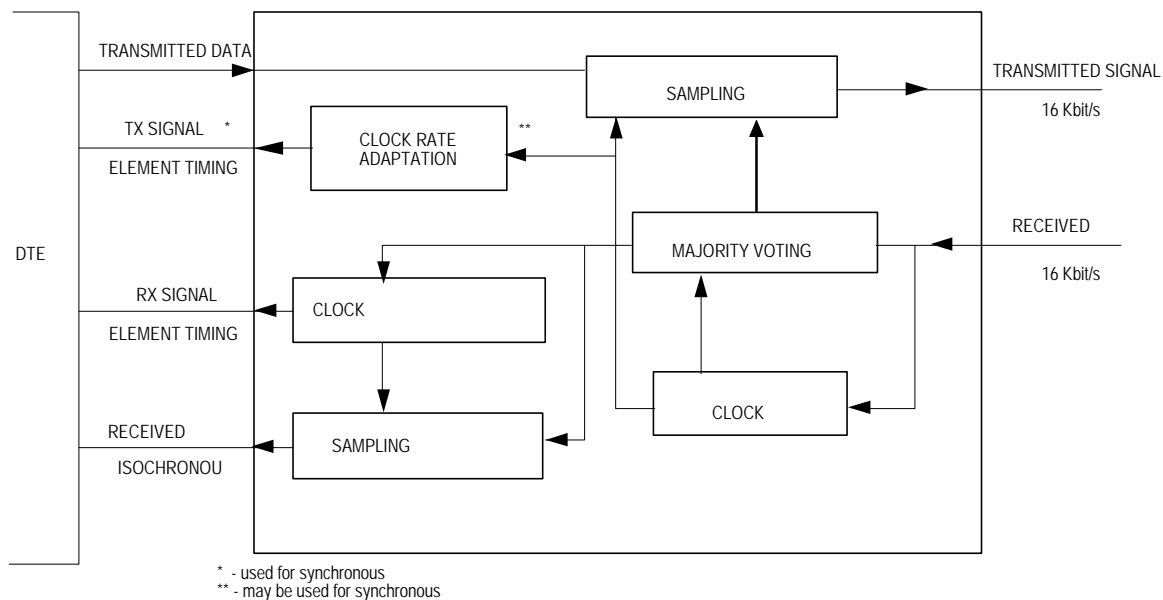 TRANSMITTED DATA
SAMPLING
TRANSMITTED SIGNAL
16 Kbit/s
TX SIGNAL *
ELEMENT TIMING
CLOCK RATE
ADAPTATION
**
DTE
MAJORITY VOTING
RECEIVED
16 Kbit/s
RX SIGNAL
ELEMENT TIMING
CLOCK
CLOCK
RECEIVED
ISOCHRONOU
SAMPLING
* - used for synchronous
** - may be used for synchronous